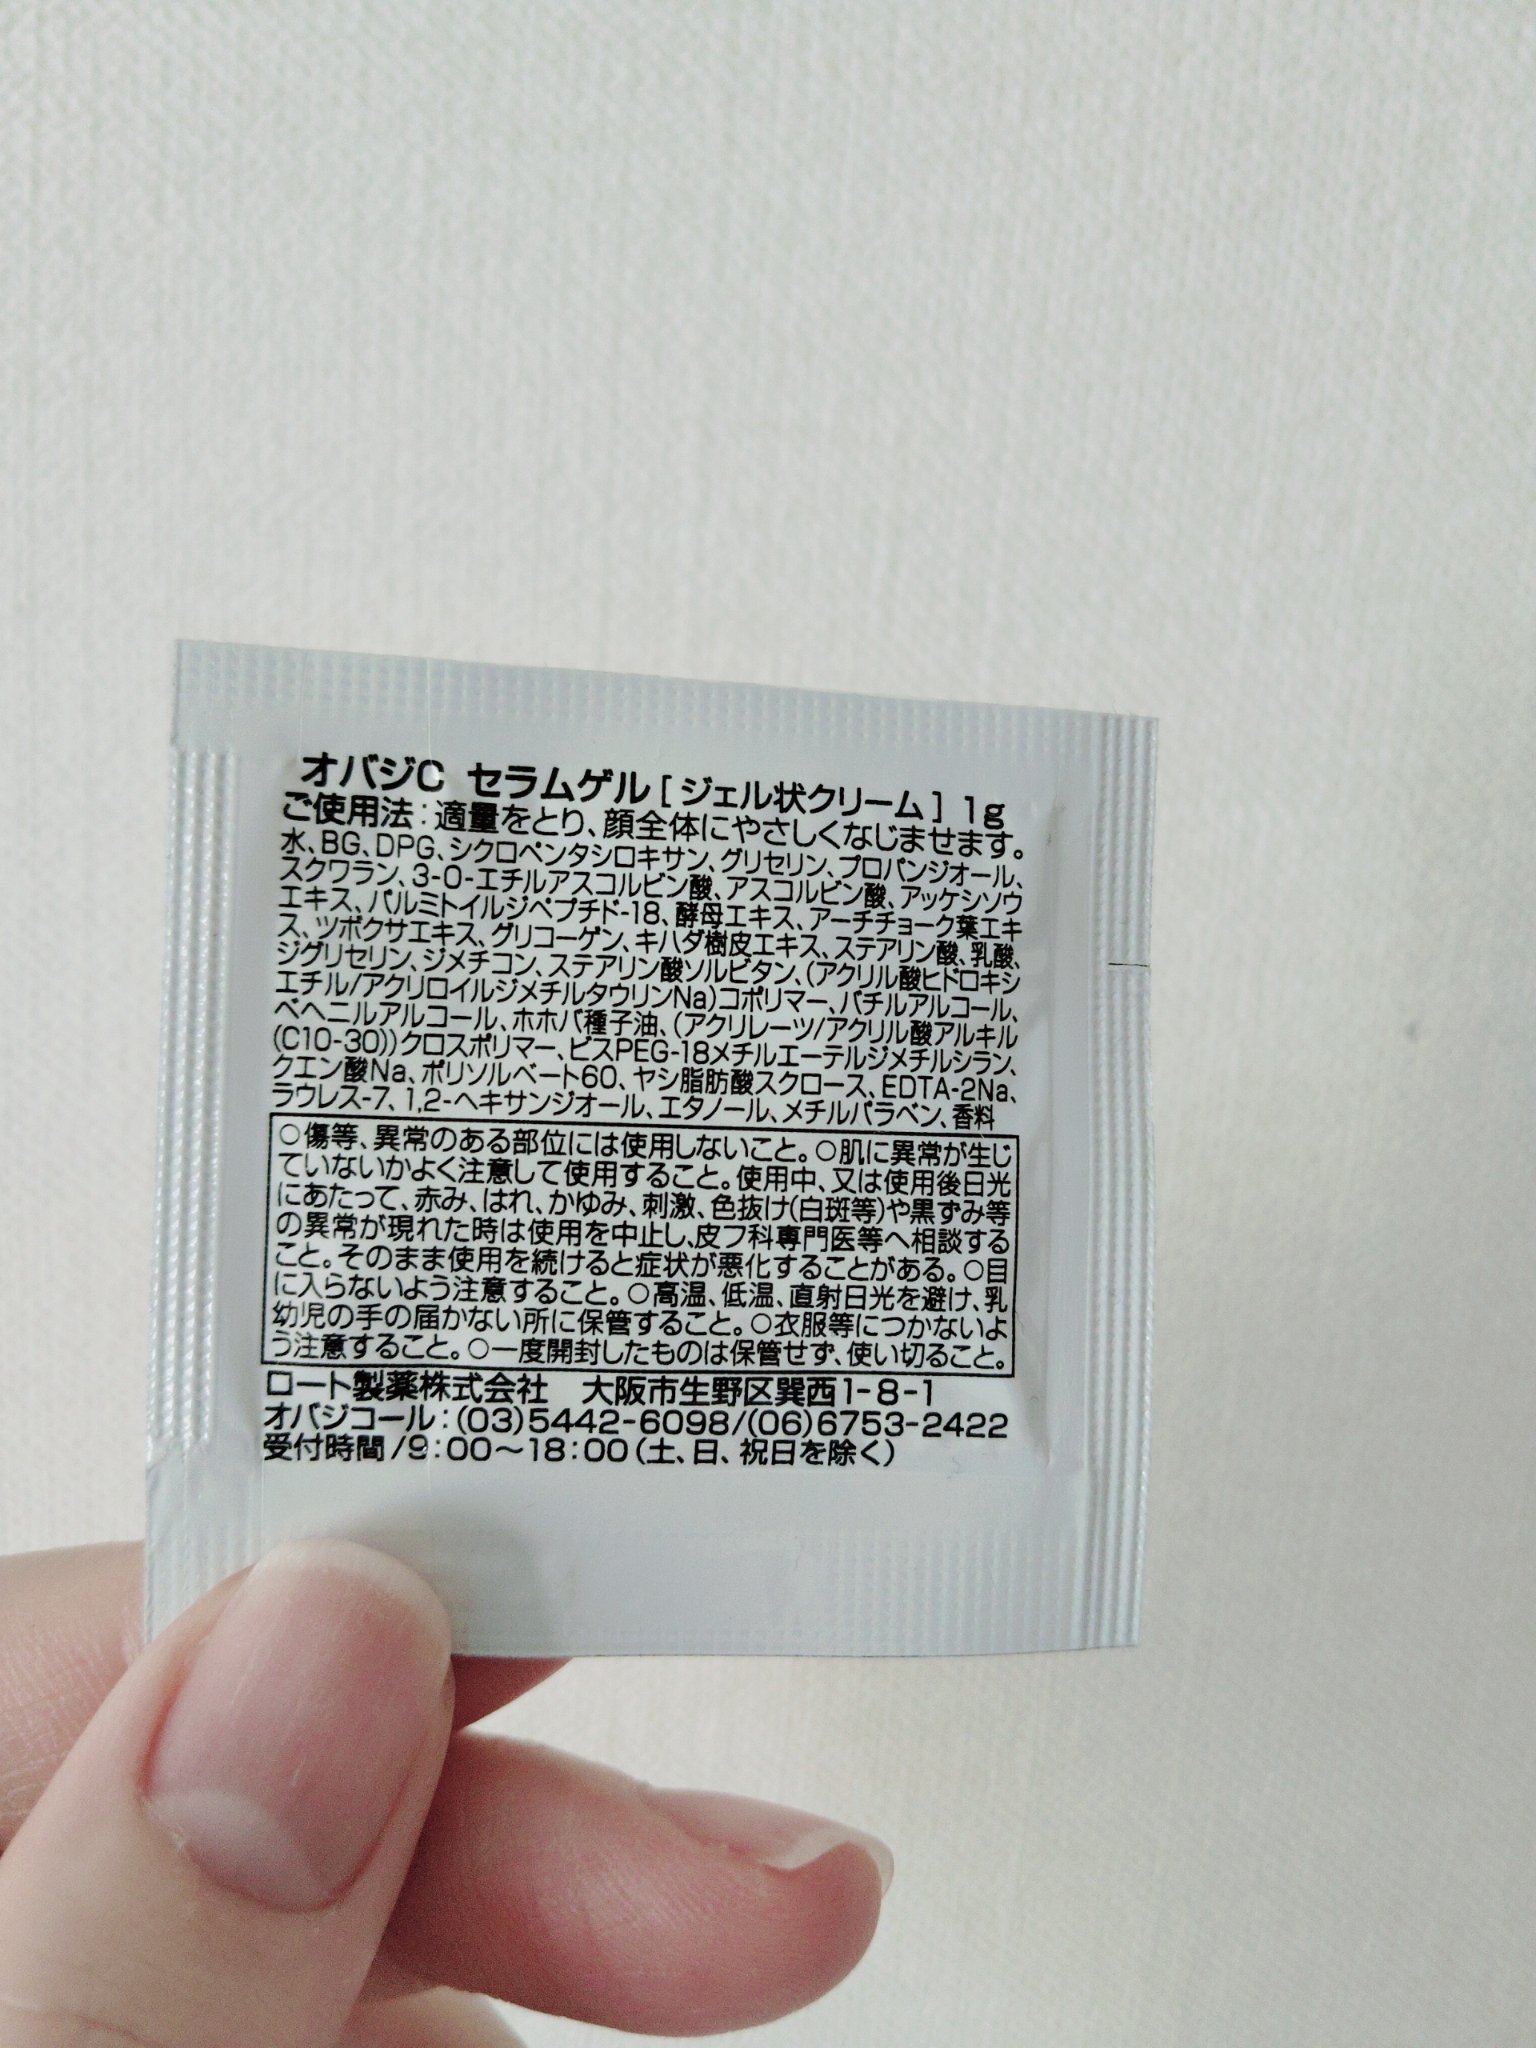 オバジC セラムゲル[ジェル状クリーム] 1g
ご使用法:適量をとり、顔全体にやさしくなじませます。
水、BG、DPG、シクロペンタシロキサン、グリセリン、プロパンジオール、
スクワラン、3-O-エチルアスコルビン酸、アスコルビン酸、アッケシソウ
エキス、パルミトイルジペプチド-18、酵母エキス、アーチチョーク葉エキ
ス、ツボクサエキス、グリコーゲン、キハダ樹皮エキス、ステアリン酸、乳酸、
ジグリセリン、ジメチコン、ステアリン酸ソルビタン、(アクリル酸ヒドロキシ
エチル/アクリロイルジメチルタウリンNa)コポリマー、バチルアルコール、
ベヘニルアルコール、ホホバ種子油、(アクリレーツ/アクリル酸アルキル
(C10-30))クロスポリマー、ビスPEG-18メチルエーテルジメチルシラン、
クエン酸Na、ポリソルベート60、ヤシ脂肪酸スクロース、EDTA-2Na、
ラウレス-7、1,2-ヘキサンジオール、エタノール、メチルパラベン、香料
○傷等、異常のある部位には使用しないこと。○肌に異常が生じ
ていないかよく注意して使用すること。使用中、又は使用後日光
にあたって、赤み、はれ、かゆみ、刺激、色抜け(白斑等)や黒ずみ等
の異常が現れた時は使用を中止し、皮フ科専門医等へ相談する
こと。そのまま使用を続けると症状が悪化することがある。○目
に入らないよう注意すること。○高温、低温、直射日光を避け、乳
幼児の手の届かない所に保管すること。○衣服等につかないよ
う注意すること。○一度開封したものは保管せず、使い切ること。
ロート製薬株式会社 大阪市生野区巽西1-8-1
オバジコール:(03)5442-6098/(06)6753-2422
受付時間/9:00〜18:00(土、日、祝日を除く)